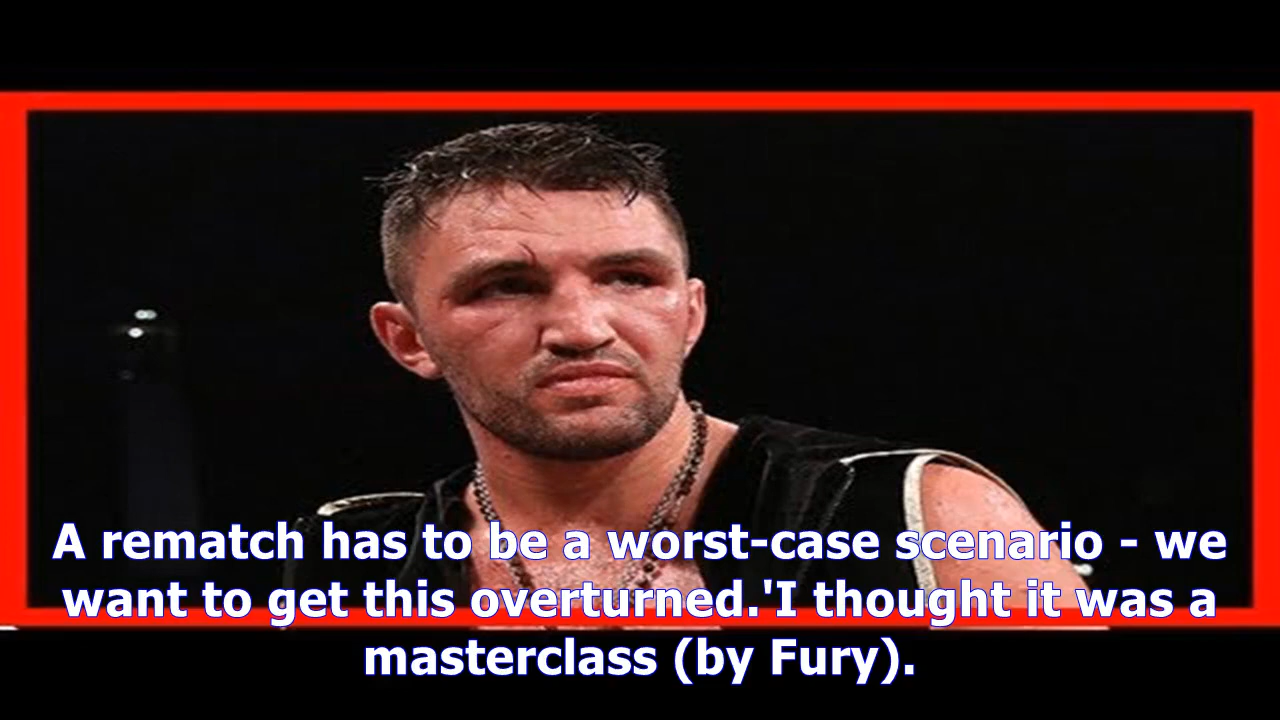 A rematch has to be a worst-case scenario - we
want to get this overturned.'I thought it was a
masterclass (by Fury).